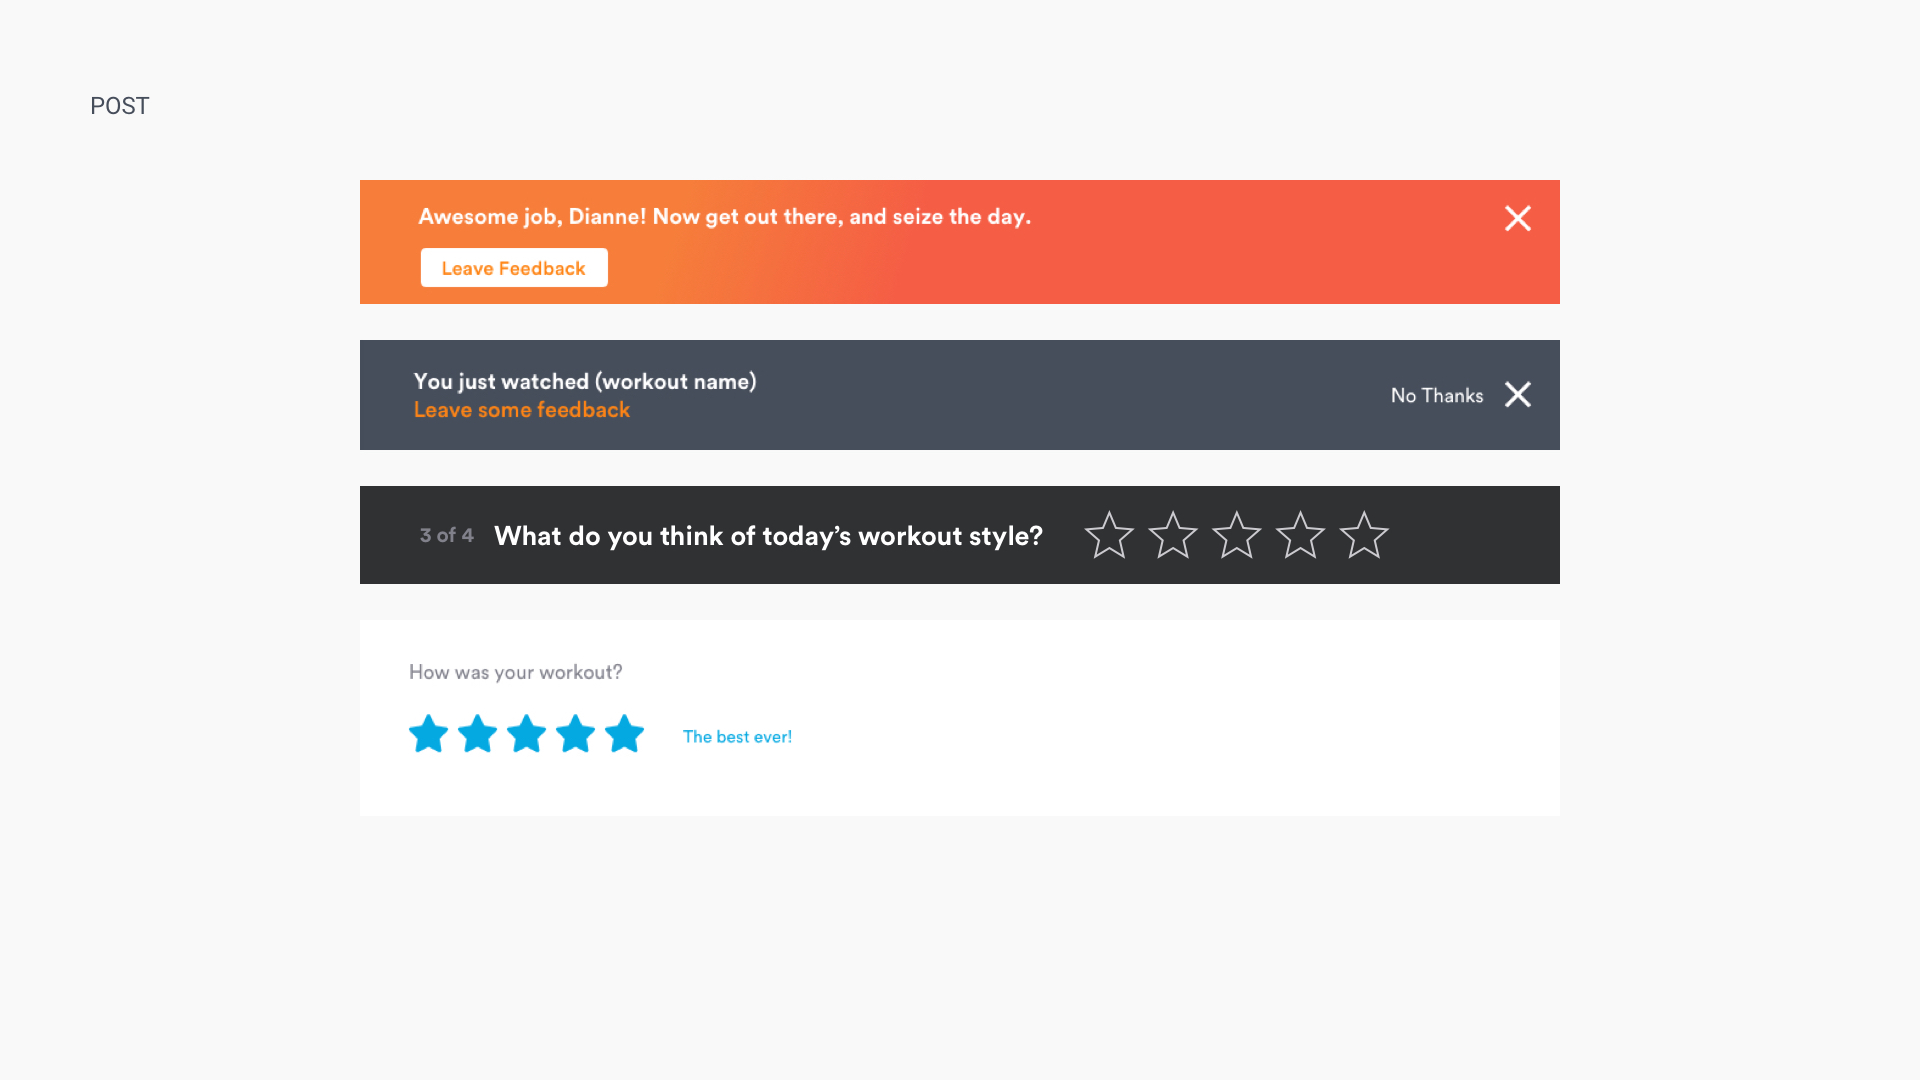 POST
Awesome job, Dianne! Now get out there, and seize the day.
Leave Feedback
You just watched (workout name)
Leave some feedback
No Thanks
3 of 4 What do you think of today’s workout style?
How was your workout?
The best ever!